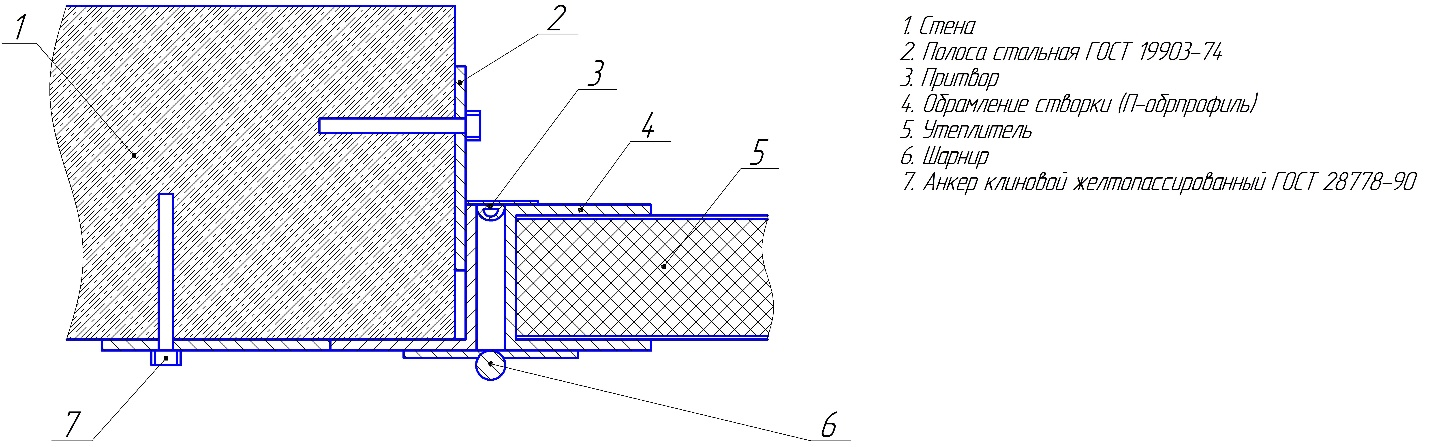 1
2
3
4
5
6
7
1. Стена
2. Полоса стальная ГОСТ 19903-74
3. Притвор
4. Обрамление створки (П-обрпрофиль)
5. Утеплитель
6. Шарнир
7. Анкер клиновой желтопассированный ГОСТ 28778-90